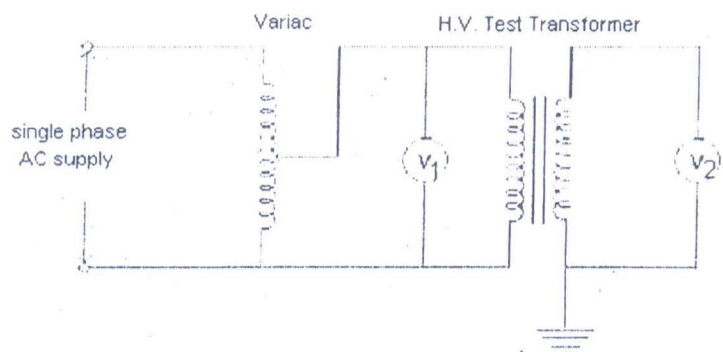 Variac
H.V. Test Transformer
single phase
AC supply
V1
V2